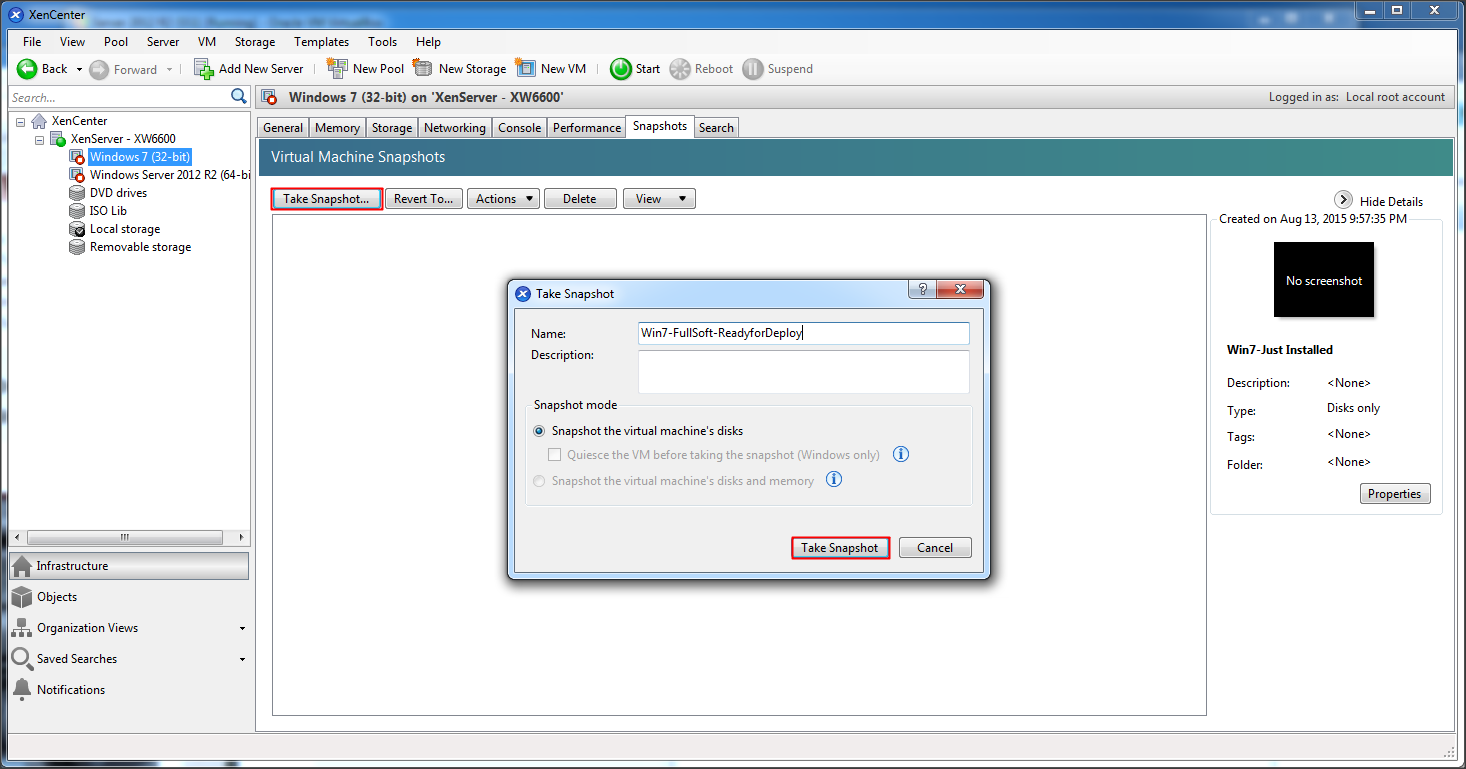 XenCenter
File View Pool Server VM Storage Templates Tools Help
Back Forward Add New Server New Pool New Storage New VM Start Reboot Suspend
Search...
Windows 7 (32-bit) on 'XenServer - XW6600'
Logged in as: Local root account
XenCenter
XenServer - XW6600
Windows 7 (32-bit)
Windows Server 2012 R2 (64-bi
DVD drives
ISO Lib
Local storage
Removable storage
General Memory Storage Networking Console Performance Snapshots Search
Virtual Machine Snapshots
Take Snapshot... Revert To... Actions Delete View
Hide Details
Created on Aug 13, 2015 9:57:35 PM
No screenshot
Win7-Just Installed
Description: <None>
Type: Disks only
Tags: <None>
Folder: <None>
Properties
Take Snapshot
?
Name: Win7-FullSoft-ReadyforDeploy
Description:
Snapshot mode
Snapshot the virtual machine's disks
Quiesce the VM before taking the snapshot (Windows only)
Snapshot the virtual machine's disks and memory
Take Snapshot Cancel
Infrastructure
Objects
Organization Views
Saved Searches
Notifications